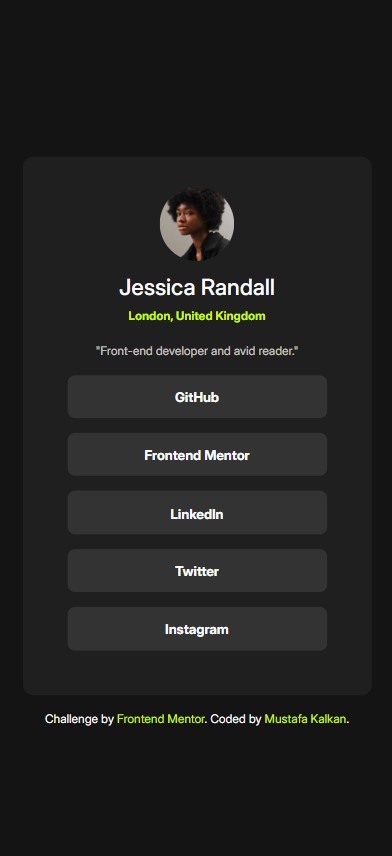 Jessica Randall
London, United Kingdom
"Front-end developer and avid reader."
GitHub
Frontend Mentor
LinkedIn
Twitter
Instagram
Challenge by Frontend Mentor. Coded by Mustafa Kalkan.